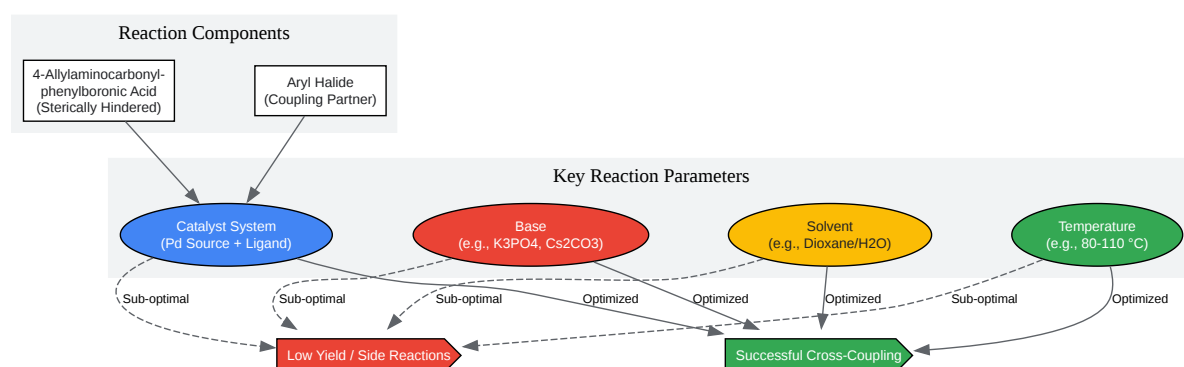 Reaction Components
4-Allylaminocarbonyl-
phenylboronic Acid
(Sterically Hindered)
Aryl Halide
(Coupling Partner)
Key Reaction Parameters
Catalyst System
(Pd Source + Ligand)
Base
(e.g., K3PO4, Cs2CO3)
Solvent
(e.g., Dioxane/H2O)
Temperature
(e.g., 80-110 °C)
Sub-optimal
Sub-optimal
Sub-optimal
Optimized
Optimized
Optimized
Sub-optimal
Optimized
Low Yield / Side Reactions
Successful Cross-Coupling